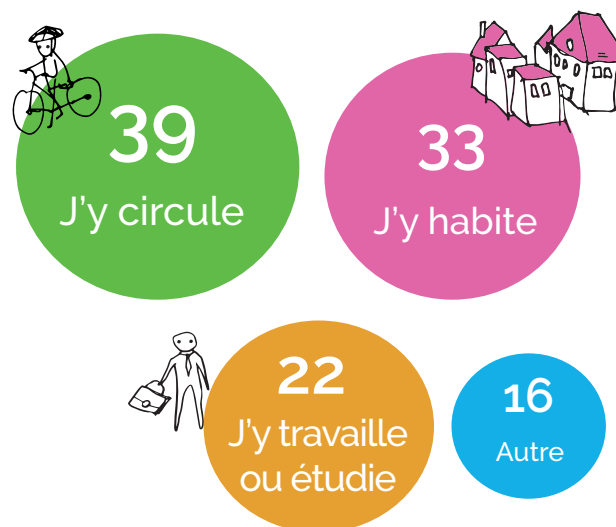 39
J'y circule
33
J'y habite
22
J'y travaille
ou étudie
16
Autre